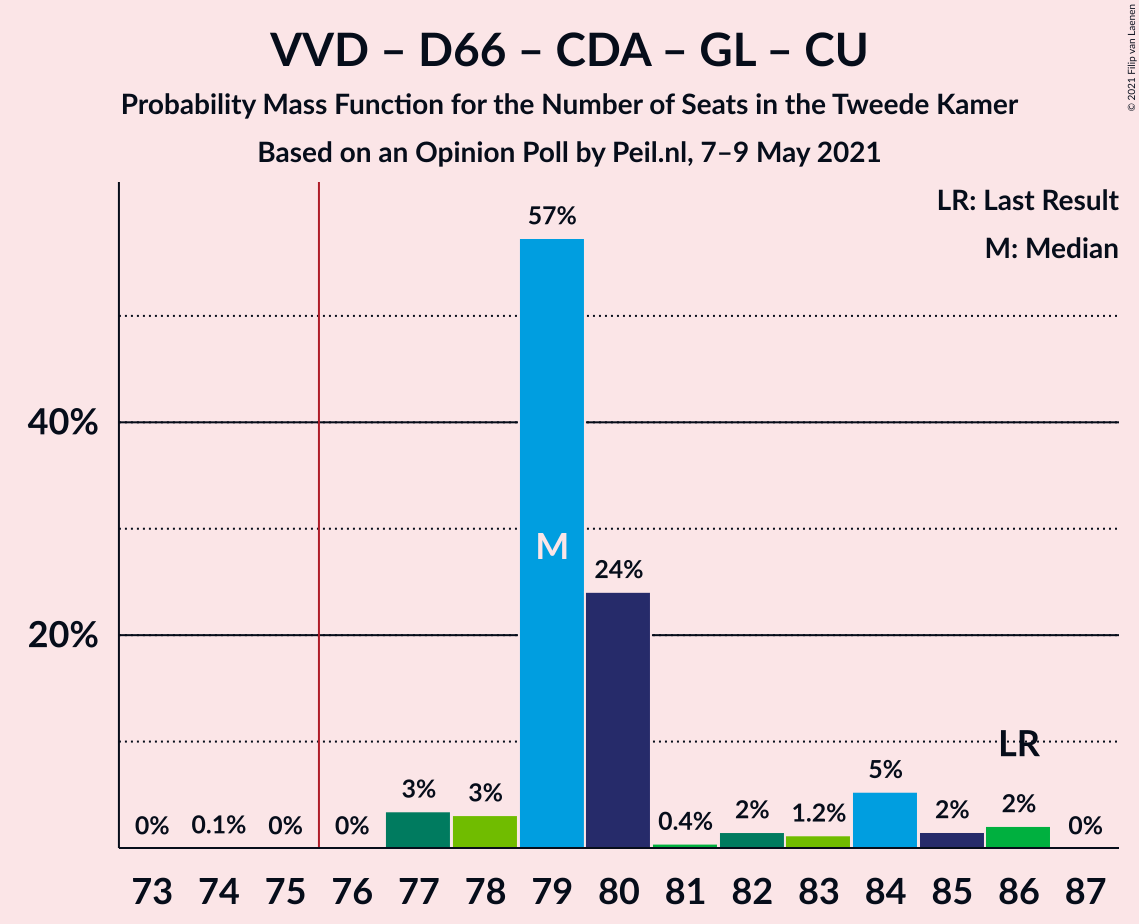 VVD – D66 – CDA – GL – CU
Probability Mass Function for the Number of Seats in the Tweede Kamer
Based on an Opinion Poll by Peil.nl, 7–9 May 2021
© 2021 Filip van Laenen
LR: Last Result
M: Median
57%
40%
M
24%
20%
LR
0%
0.1%
0%
0%
3%
3%
0.4%
2%
1.2%
5%
2%
2%
0%
73 74 75 76 77 78 79 80 81 82 83 84 85 86 87